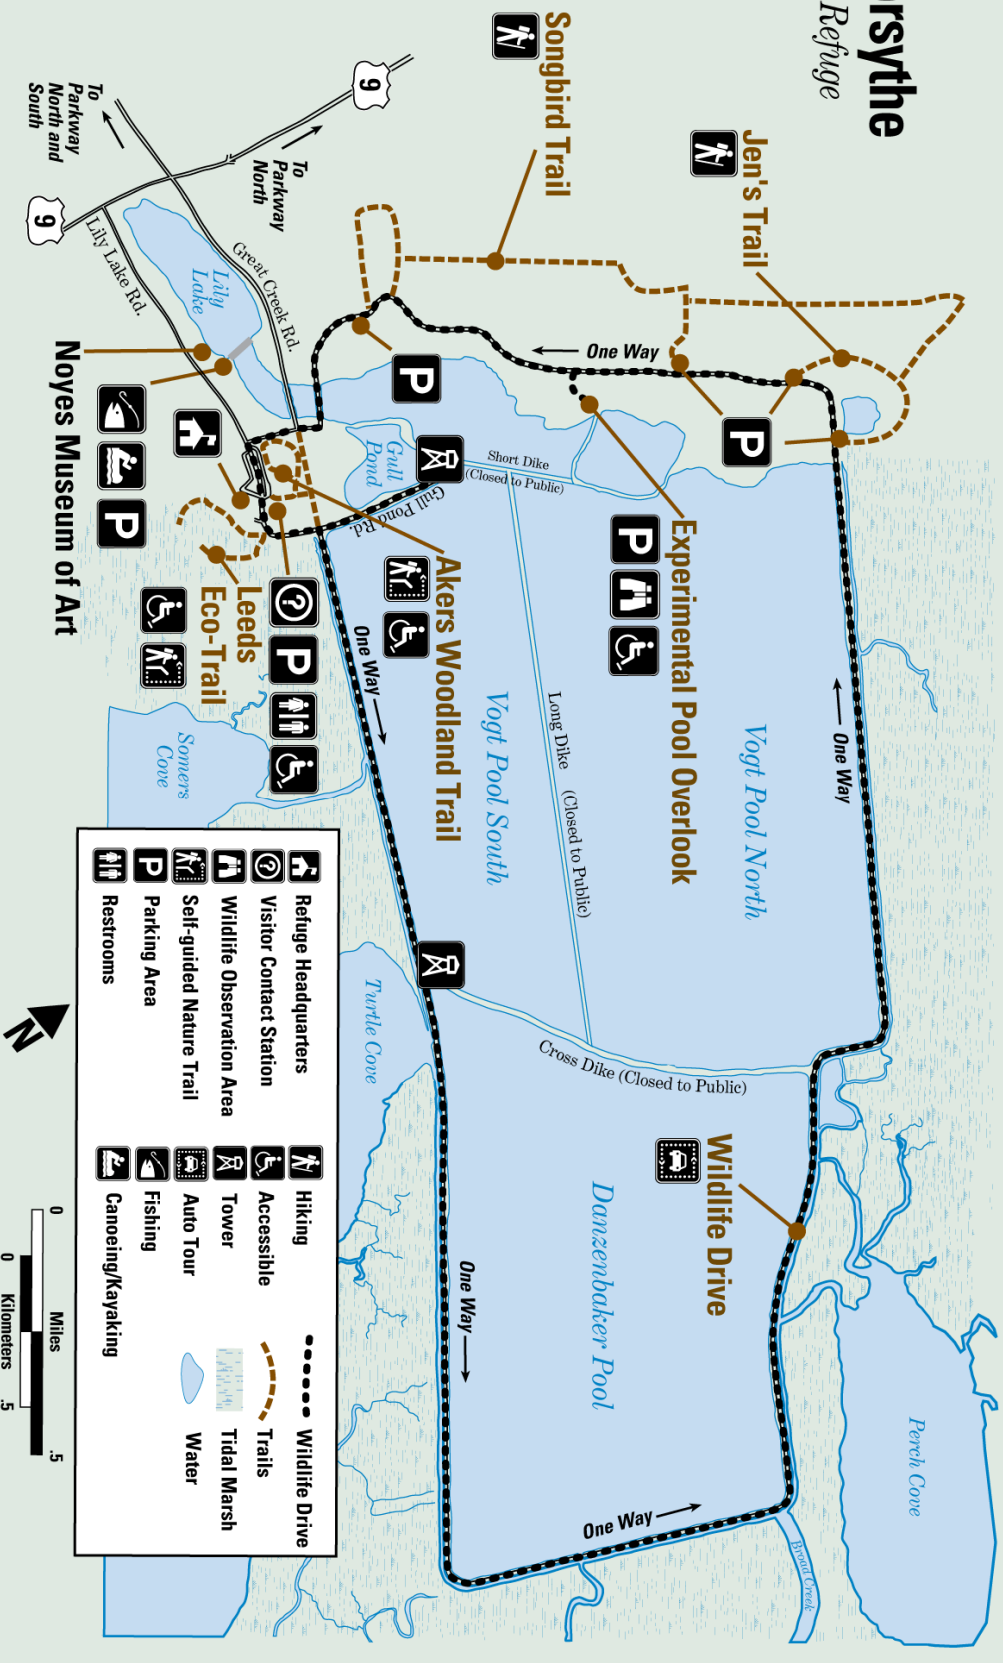 rsythe
Refuge
Songbird Trail
Jen's Trail
9
To
Parkway
North
To
Parkway
North and
South
9
Lily Lake Rd.
Great Creek Rd.
Lily
Lake
One Way
P
P
Gull
Pond
Short Dike
(Closed to Public)
Gull Pond Rd.
Noyes Museum of Art
P
Experimental Pool Overlook
P
Akers Woodland Trail
?
P
Leeds
Eco-Trail
One Way
One Way
Long Dike (Closed to Public)
Vogt Pool North
Vogt Pool South
Somers
Cove
Turtle Cove
Cross Dike (Closed to Public)
Wildlife Drive
Danzenbaker Pool
One Way
One Way
Perch Cove
Broad Creek
Refuge Headquarters
? Visitor Contact Station
Wildlife Observation Area
Self-guided Nature Trail
P Parking Area
Restrooms
Hiking
Accessible
Tower
Auto Tour
Fishing
Canoeing/Kayaking
Wildlife Drive
Trails
Tidal Marsh
Water
N
0 Miles .5
0 Kilometers .5